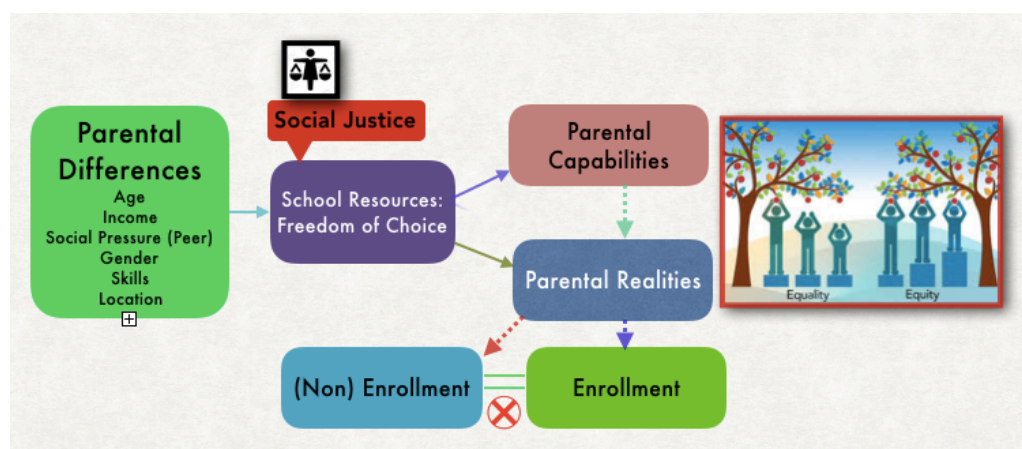 Parental
Differences
Age
Income
Social Pressure (Peer)
Gender
Skills
Location
Social Justice
School Resources:
Freedom of Choice
Parental
Capabilities
Parental Realities
(Non) Enrollment
Enrollment
Equality
Equity